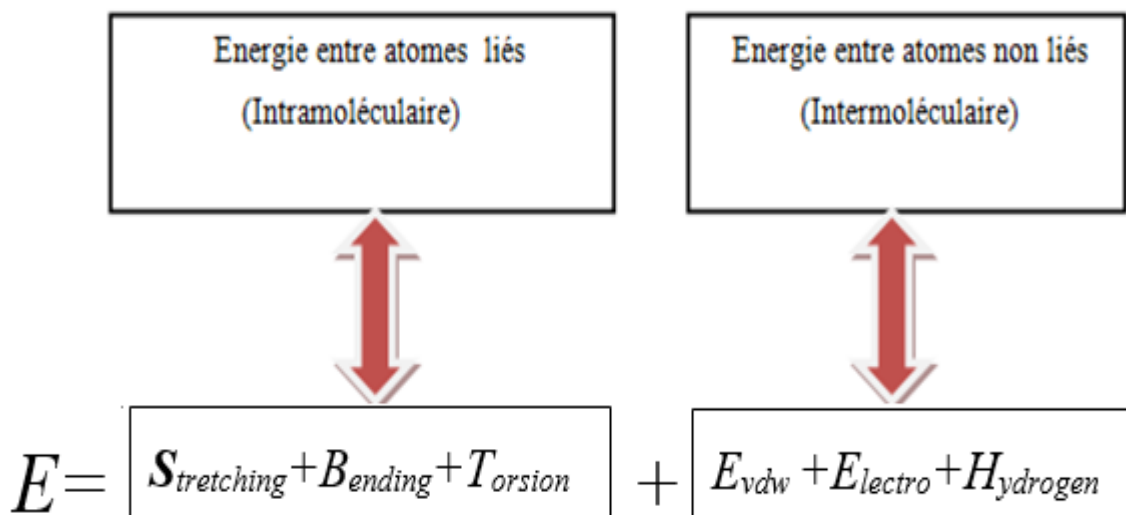 Energie entre atomes liés
(Intramoléculaire)
Energie entre atomes non liés
(Intermoléculaire)
E= Stretching+Bending+Torsion + Evdw +Electro+Hydrogen